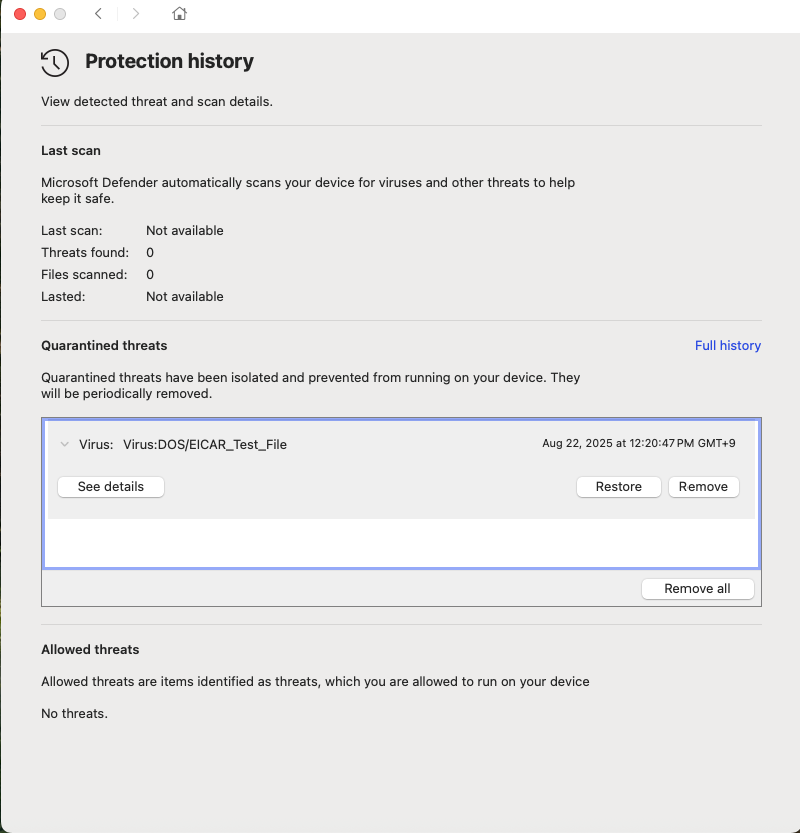 Protection history
View detected threat and scan details.
Last scan
Microsoft Defender automatically scans your device for viruses and other threats to help
keep it safe.
Last scan: Not available
Threats found: 0
Files scanned: 0
Lasted: Not available
Quarantined threats Full history
Quarantined threats have been isolated and prevented from running on your device. They
will be periodically removed.
Virus: Virus:DOS/EICAR_Test_File Aug 22, 2025 at 12:20:47 PM GMT+9
See details Restore Remove
Remove all
Allowed threats
Allowed threats are items identified as threats, which you are allowed to run on your device
No threats.